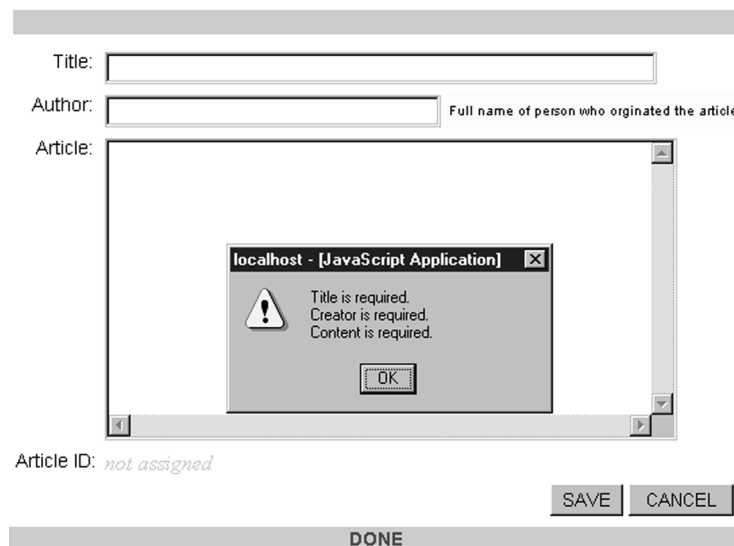 Title:
Author:
Full name of person who orginated the article
Article:
localhost - [JavaScript Application]
Title is required.
Creator is required.
Content is required.
OK
Article ID: not assigned
SAVE CANCEL
DONE